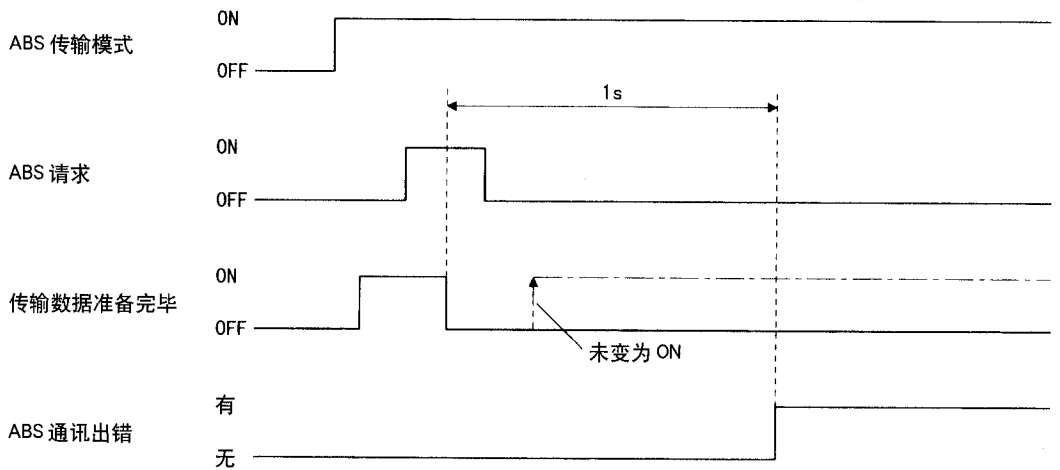 ON
ABS 传输模式
OFF
1s
ON
ABS 请求
OFF
ON
传输数据准备完毕
OFF
未变为 ON
有
ABS 通讯出错
无